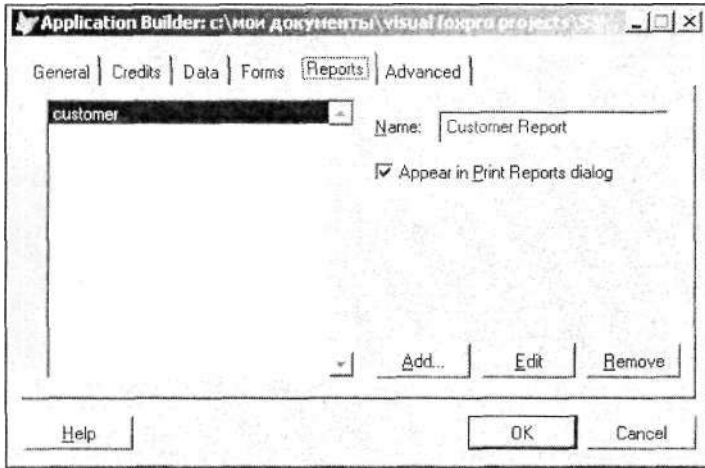 Application Builder: c:\мои документы\visual foxpro projects\
General Credits Data Forms Reports Advanced
customer
Name: Customer Report
Appear in Print Reports dialog
Add... Edit Remove
Help OK Cancel